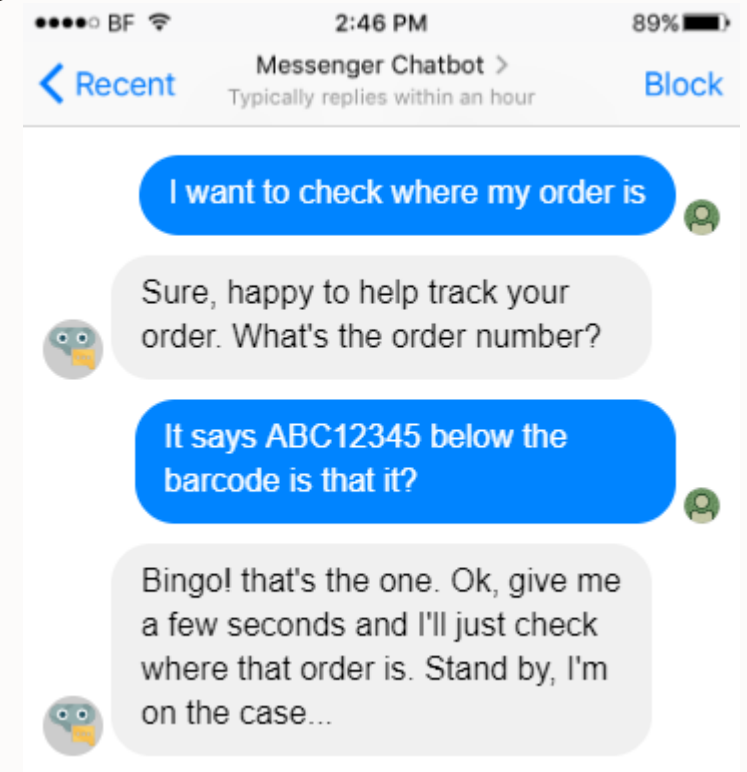 BF 2:46 PM 89%
Recent Messenger Chatbot > Block
Typically replies within an hour
I want to check where my order is
Sure, happy to help track your
order. What's the order number?
It says ABC12345 below the
barcode is that it?
Bingo! that's the one. Ok, give me
a few seconds and I'll just check
where that order is. Stand by, I'm
on the case...